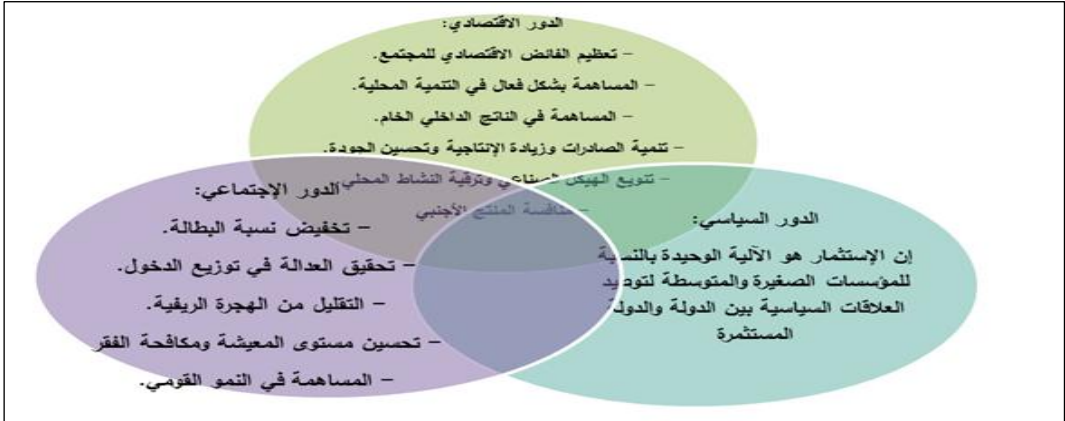 الدور الاقتصادي:
– تعظيم الفائض الاقتصادي للمجتمع.
– المساهمة بشكل فعال في التنمية المحلية.
– المساهمة في الناتج الداخلي الخام.
– تنمية الصادرات وزيادة الإنتاجية وتحسين الجودة.
– تنويع الهيكل الصناعي وترقية النشاط المحلي.
– منافسة المنتج الأجنبي
الدور السياسي:
إن الإستثمار هو الآلية الوحيدة بالنسبة
للمؤسسات الصغيرة والمتوسطة لتوطيد
العلاقات السياسية بين الدولة والدولة
المستثمرة
الدور الإجتماعي:
– تخفيض نسبة البطالة.
– تحقيق العدالة في توزيع الدخول.
– التقليل من الهجرة الريفية.
– تحسين مستوى المعيشة ومكافحة الفقر
– المساهمة في النمو القومي.